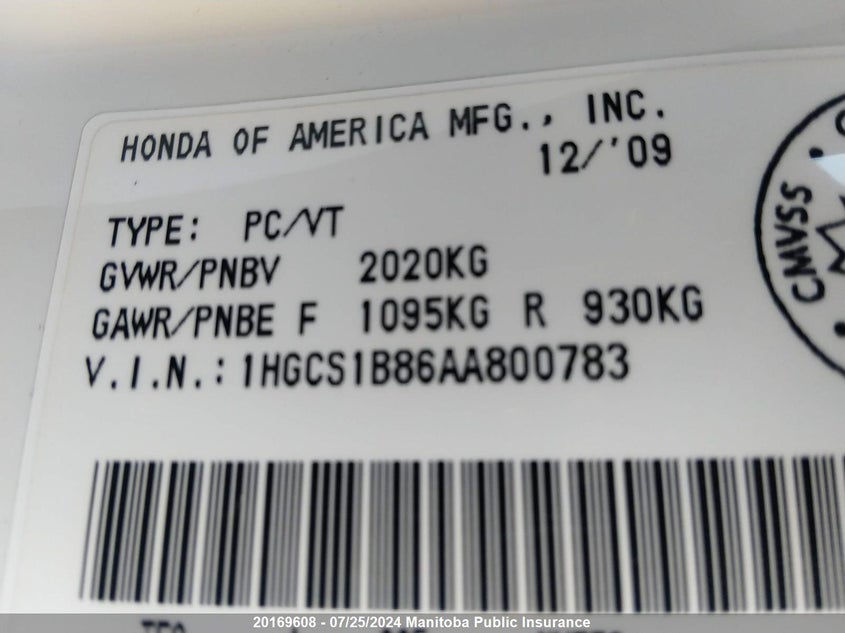 HONDA OF AMERICA MFG., INC.
12/'09
TYPE: PC/VT
GVWR/PNBV 2020KG
GAWR/PNBE F 1095KG R 930KG
V.I.N.: 1HGCS1B86AA800783
CMVSS
20169608 - 07/25/2024 Manitoba Public Insurance